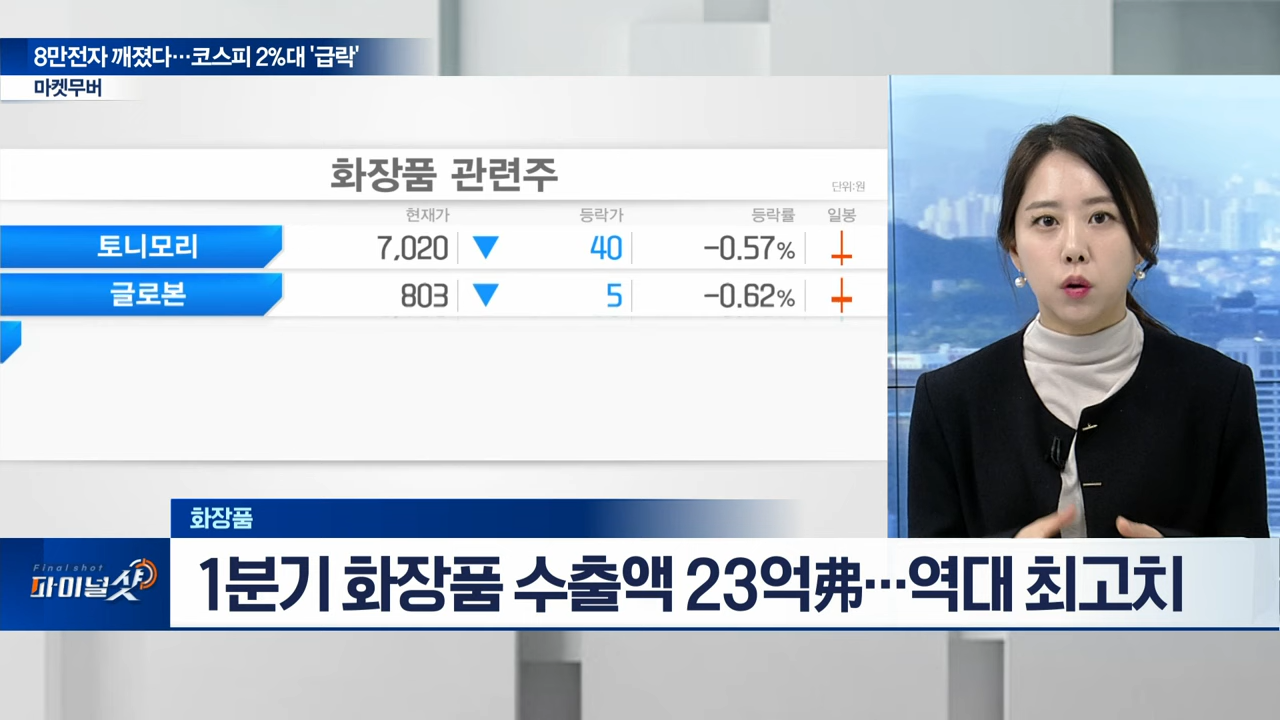 8만전자 깨졌다…코스피 2%대 '급락'
마켓무버
화장품 관련주
단위:원
현재가 등락가 등락률 일봉
토니모리 7,020 ▼ 40 -0.57%
글로본 803 ▼ 5 -0.62%
화장품
Final shot
파이널샷
1분기 화장품 수출액 23억弗…역대 최고치